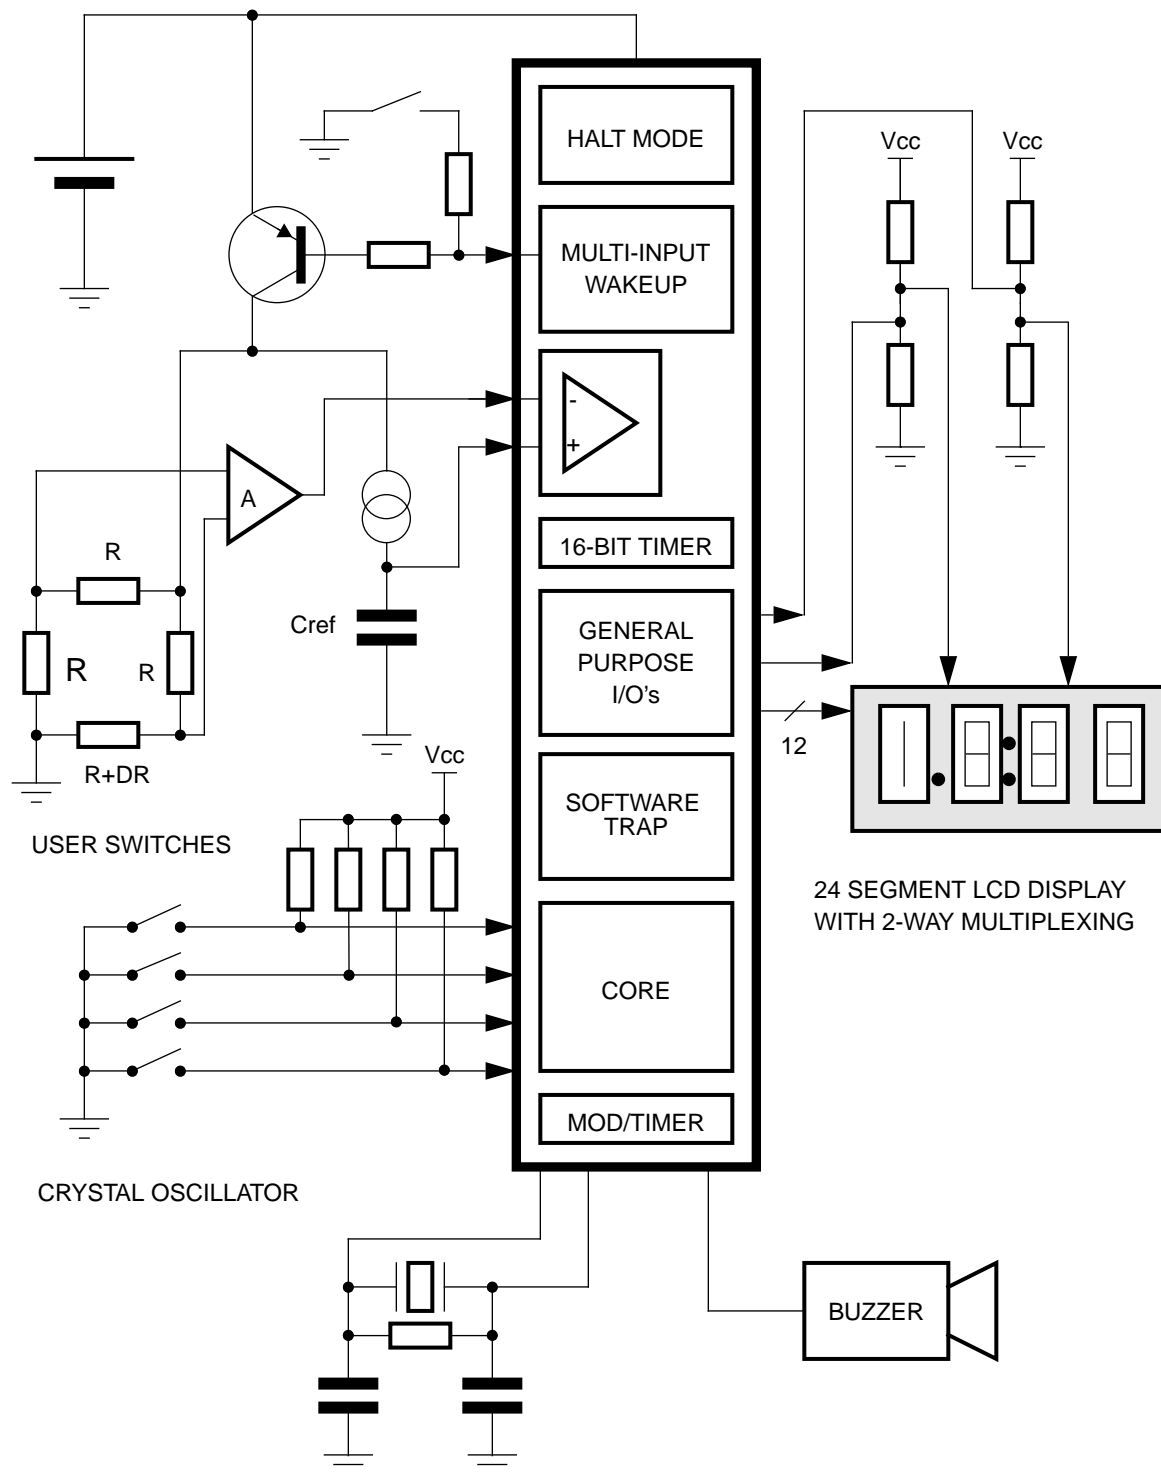 HALT MODE
Vcc
Vcc
MULTI-INPUT
WAKEUP
-
+
A
16-BIT TIMER
R
Cref
GENERAL
PURPOSE
I/O's
R
R
12
R+DR
Vcc
SOFTWARE
TRAP
USER SWITCHES
24 SEGMENT LCD DISPLAY
WITH 2-WAY MULTIPLEXING
CORE
MOD/TIMER
CRYSTAL OSCILLATOR
BUZZER